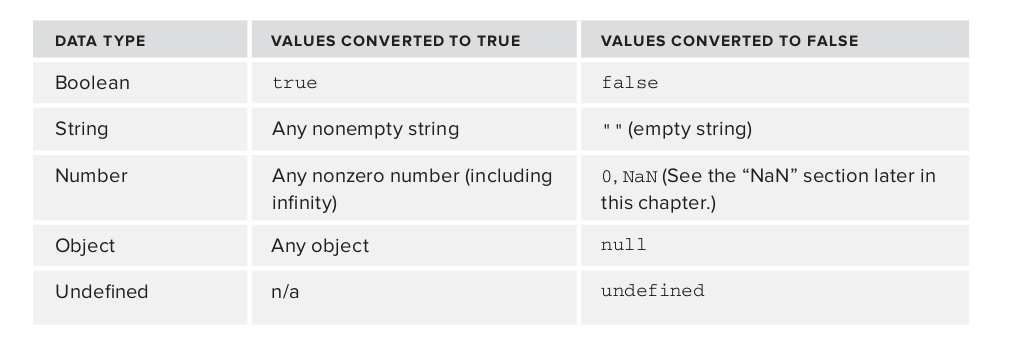 DATA TYPE VALUES CONVERTED TO TRUE VALUES CONVERTED TO FALSE
Boolean true false
String Any nonempty string "" (empty string)
Number Any nonzero number (including 0, NaN (See the “NaN” section later in
infinity) this chapter.)
Object Any object null
Undefined n/a undefined